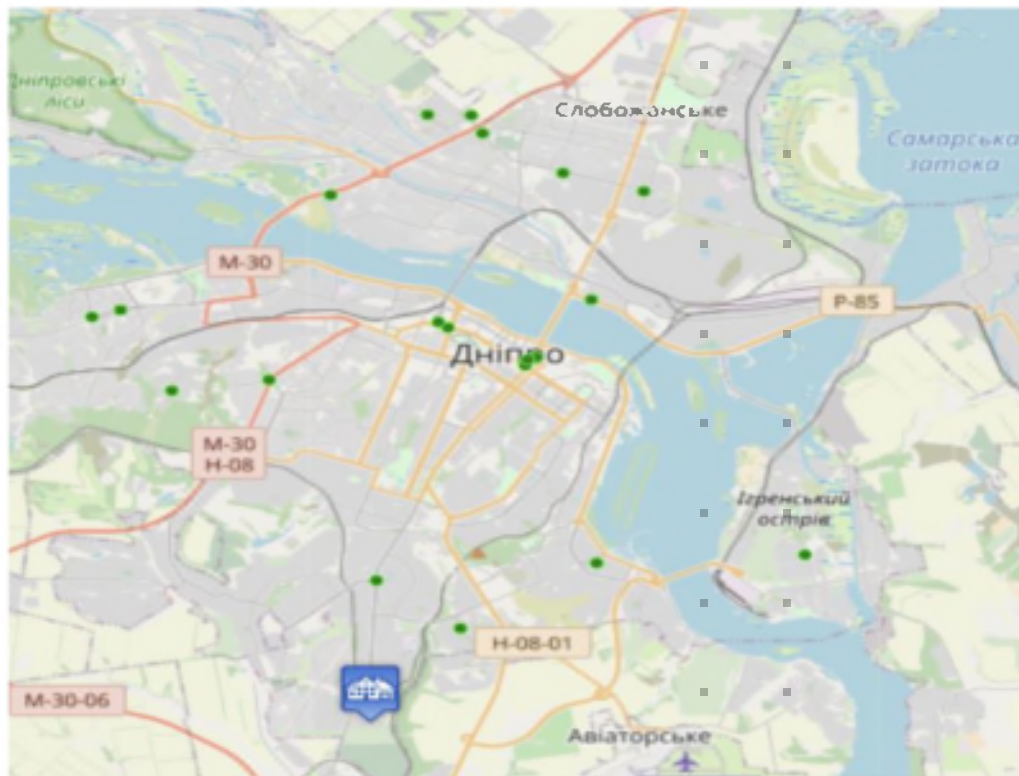 Дніпровські
ліси
Слобожанське
Самарська
затока
М-30
Р-85
Дніпро
М-30
Н-08
Ігренський
острів
Н-08-01
М-30-06
Авіаторське